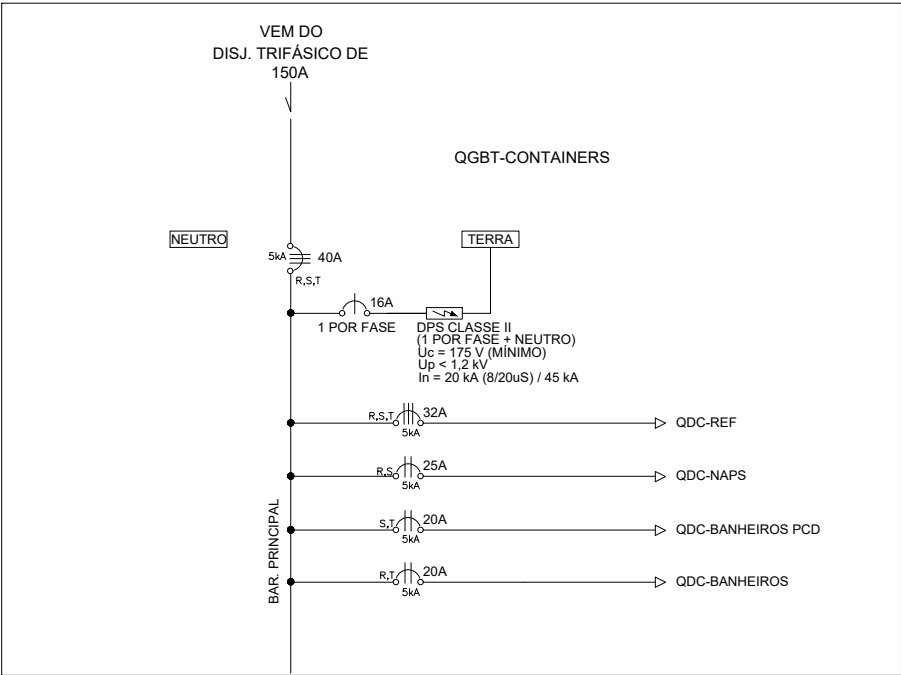 VEM DO
DISJ. TRIFÁSICO DE
150A
QGBT-CONTAINERS
NEUTRO
TERRA
5kA
40A
R,S,T
16A
1 POR FASE
DPS CLASSE II
(1 POR FASE + NEUTRO)
Uc = 175 V (MÍNIMO)
Up < 1,2 kV
In = 20 kA (8/20uS) / 45 kA
R,S,T
32A
5kA
QDC-REF
R,S
25A
5kA
QDC-NAPS
S,T
20A
5kA
QDC-BANHEIROS PCD
R,T
20A
5kA
QDC-BANHEIROS
BAR. PRINCIPAL